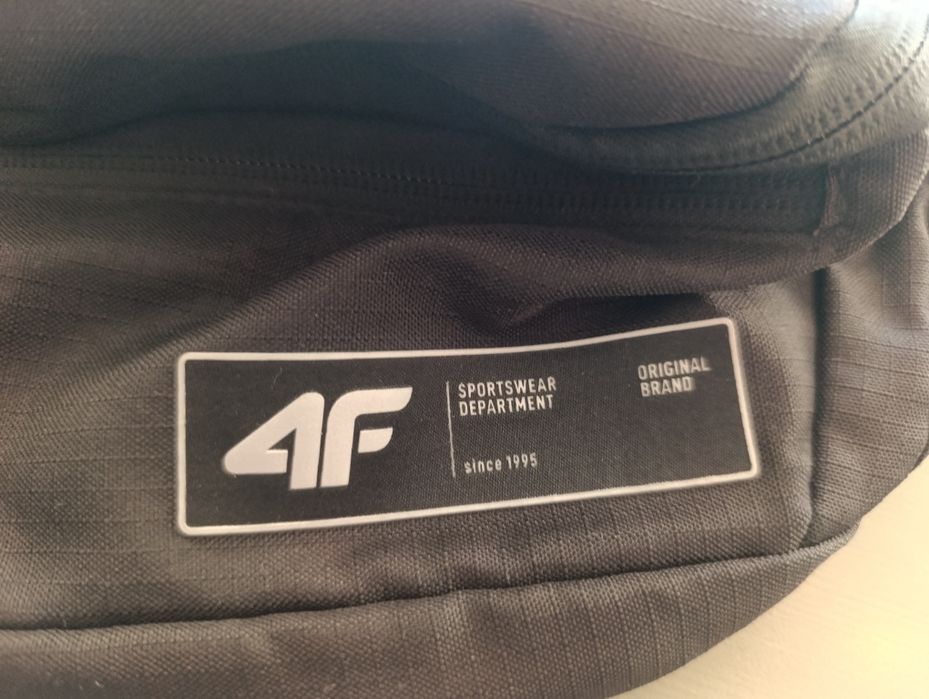 4F
SPORTSWEAR
DEPARTMENT
since 1995
ORIGINAL
BRAND